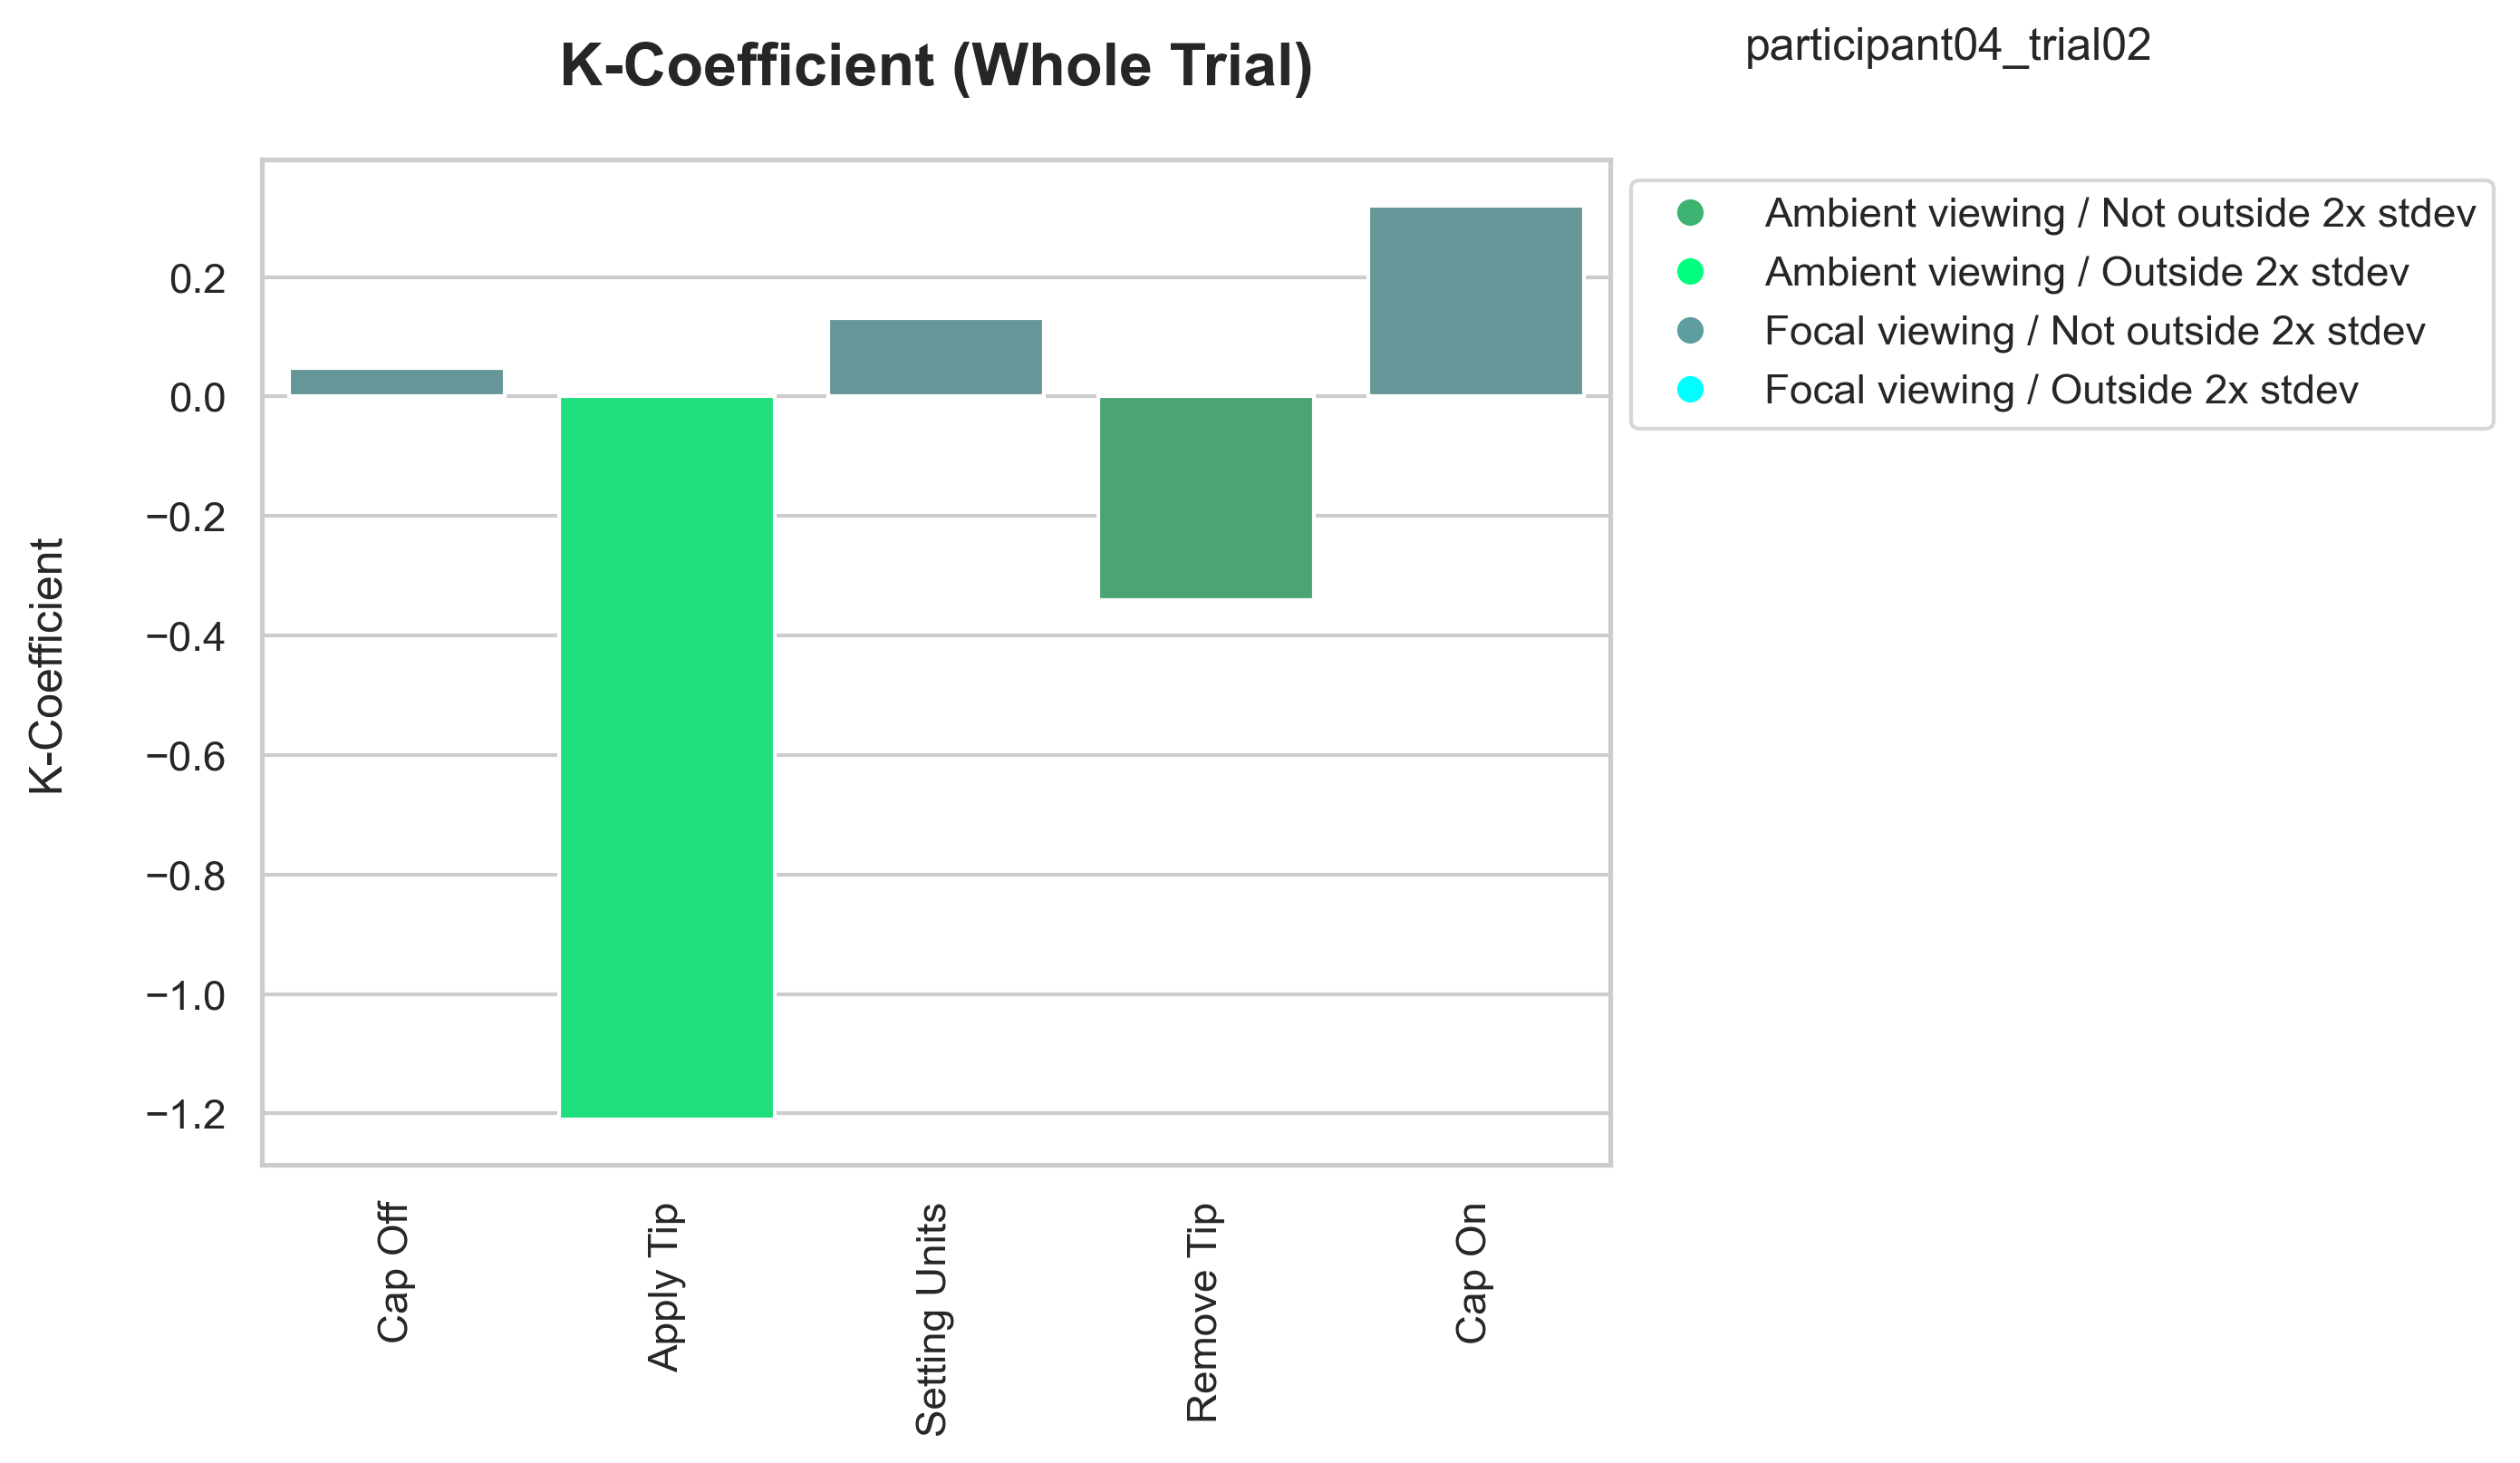 K-Coefficient (Whole Trial)
participant04_trial02
Ambient viewing / Not outside 2x stdev
Ambient viewing / Outside 2x stdev
Focal viewing / Not outside 2x stdev
Focal viewing / Outside 2x stdev
K-Coefficient
0.2
0.0
−0.2
−0.4
−0.6
−0.8
−1.0
−1.2
Cap Off
Apply Tip
Setting Units
Remove Tip
Cap On